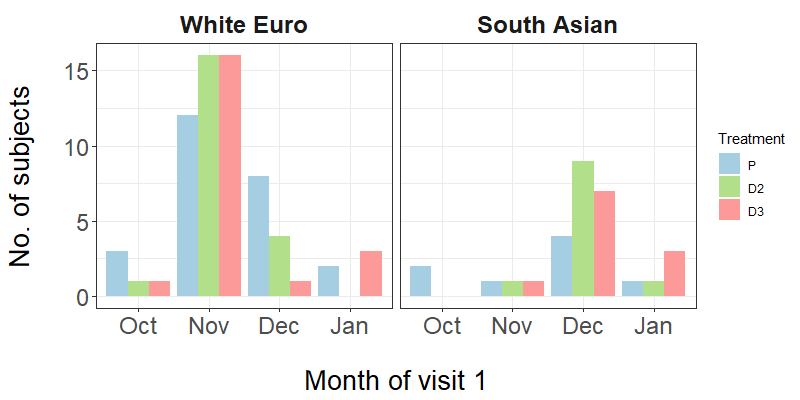 White Euro
South Asian
No. of subjects
15
10
5
0
Oct Nov Dec Jan
Oct Nov Dec Jan
Month of visit 1
Treatment
P
D2
D3